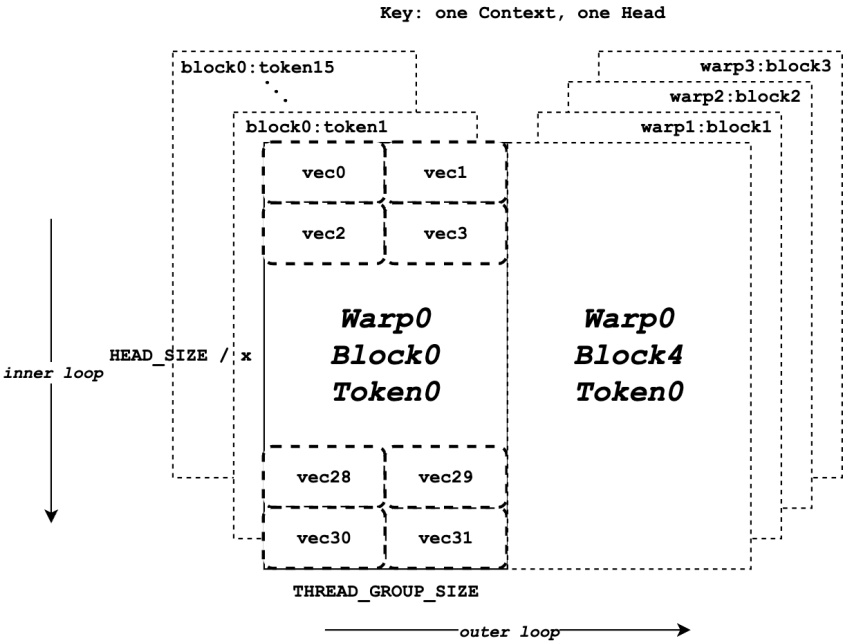 Key: one Context, one Head
block0:token15
warp3:block3
warp2:block2
block0:token1
warp1:block1
vec0
vec1
vec2
vec3
Warp0
Block0
Token0
Warp0
Block4
Token0
HEAD_SIZE / x
inner loop
vec28
vec29
vec30
vec31
THREAD_GROUP_SIZE
outer loop